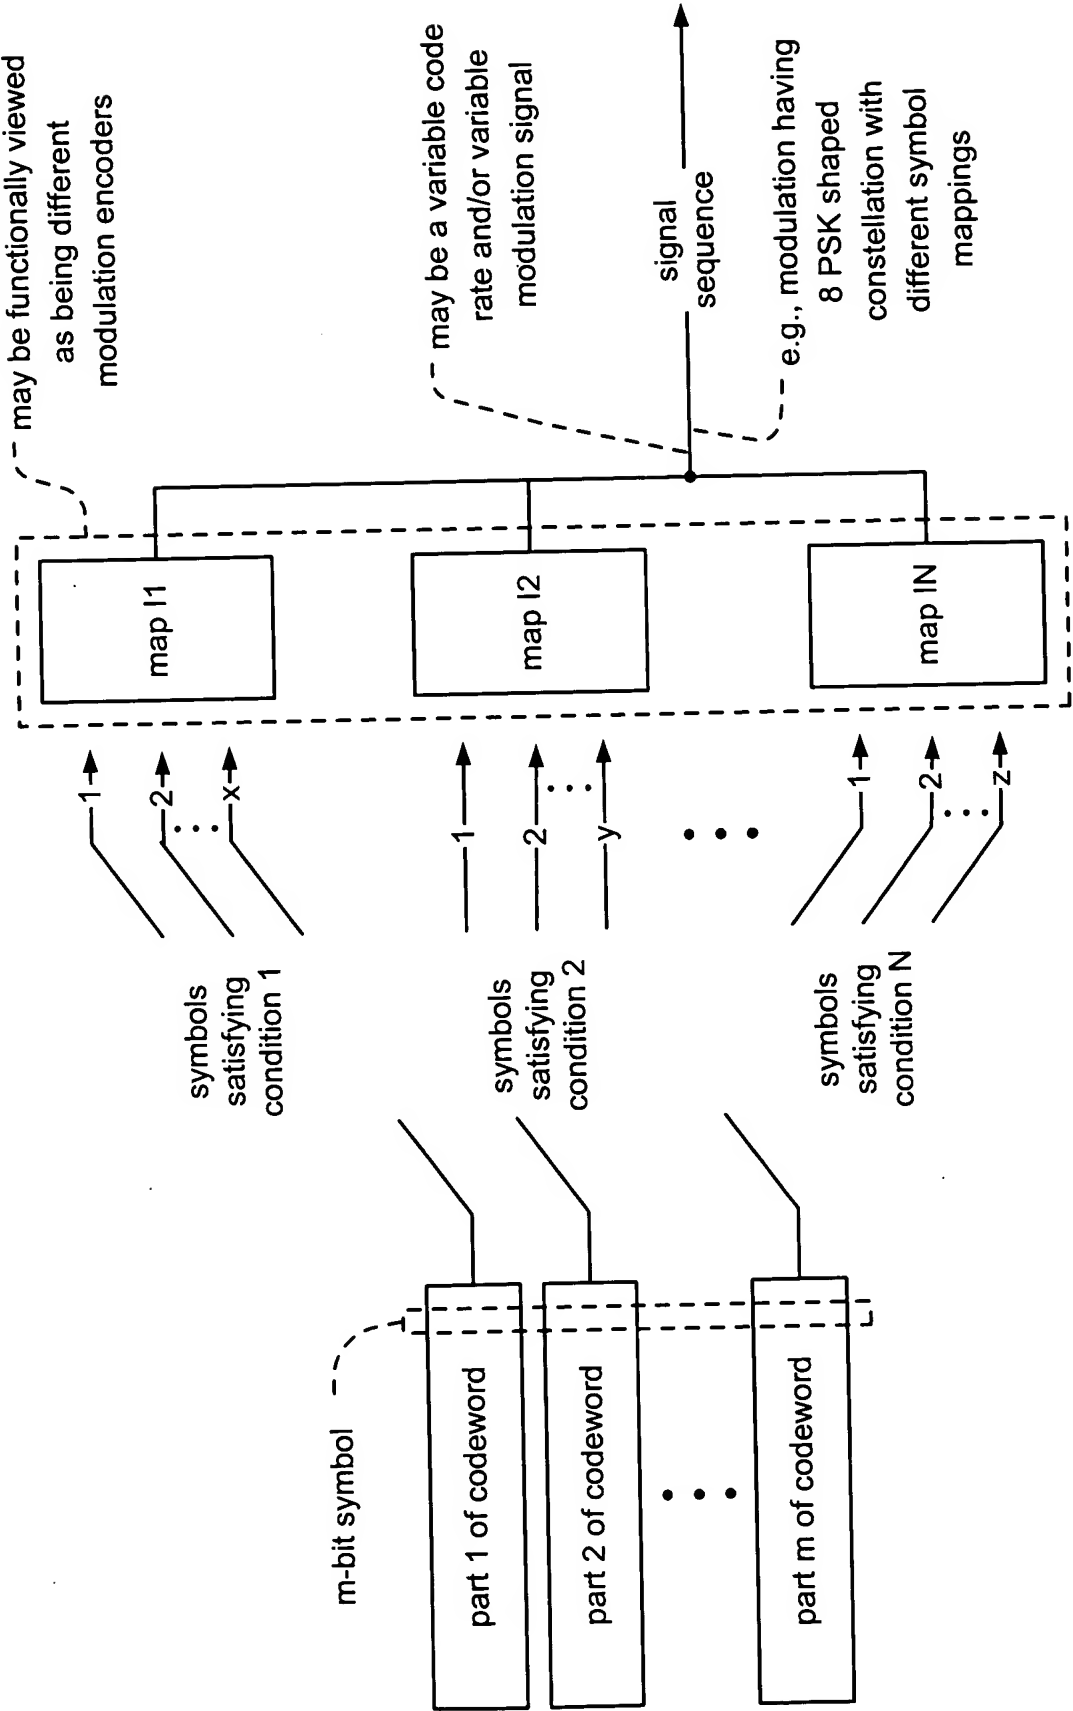 m-bit symbol
part 1 of codeword
part 2 of codeword
part m of codeword
symbols
satisfying
condition 1
symbols
satisfying
condition 2
symbols
satisfying
condition N
1
2
x
1
2
y
1
2
z
map I1
map I2
map IN
may be functionally viewed
as being different
modulation encoders
may be a variable code
rate and/or variable
modulation signal
signal
sequence
e.g., modulation having
8 PSK shaped
constellation with
different symbol
mappings